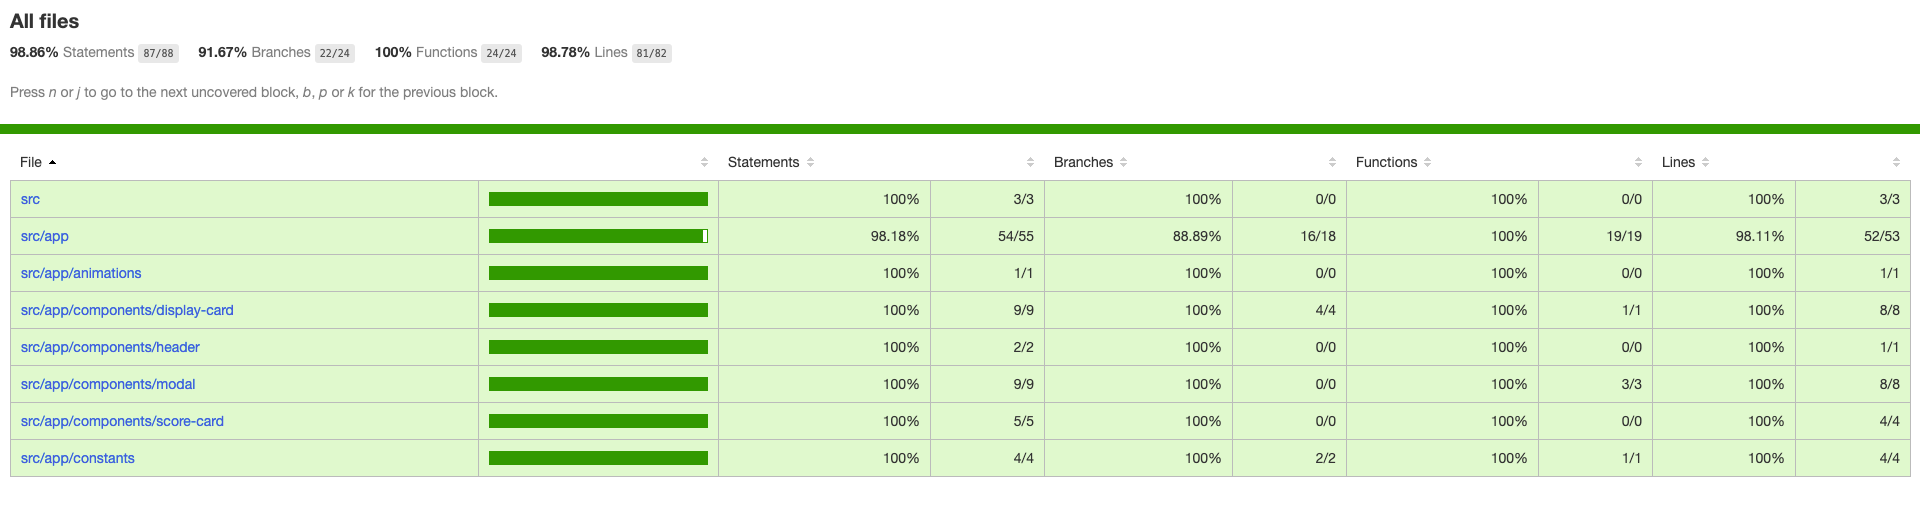 All files
98.86% Statements 87/88 91.67% Branches 22/24 100% Functions 24/24 98.78% Lines 81/82
Press n or j to go to the next uncovered block, b, p or k for the previous block.
File Statements Branches Functions Lines
src 100% 3/3 100% 0/0 100% 0/0 100% 3/3
src/app 98.18% 54/55 88.89% 16/18 100% 19/19 98.11% 52/53
src/app/animations 100% 1/1 100% 0/0 100% 0/0 100% 1/1
src/app/components/display-card 100% 9/9 100% 4/4 100% 1/1 100% 8/8
src/app/components/header 100% 2/2 100% 0/0 100% 0/0 100% 1/1
src/app/components/modal 100% 9/9 100% 0/0 100% 3/3 100% 8/8
src/app/components/score-card 100% 5/5 100% 0/0 100% 0/0 100% 4/4
src/app/constants 100% 4/4 100% 2/2 100% 1/1 100% 4/4